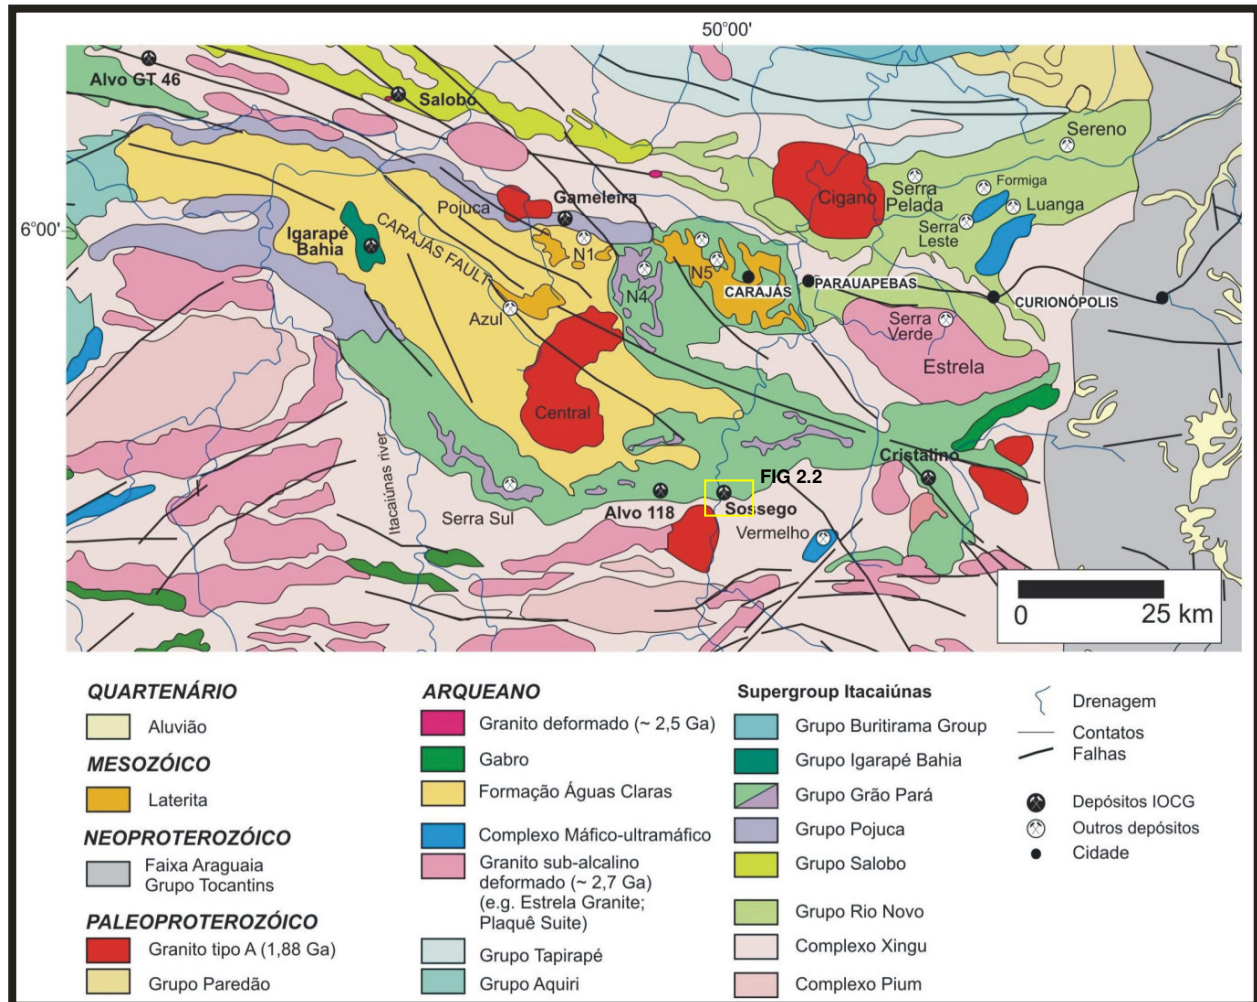 50°00'
Alvo GT 46
Salobo
Sereno
Cigano
Serra
Pelada
Formiga
Luanga
Serra
Leste
Pojuca
Gameleira
6°00'
Igarapé
Bahia
CARAJÁS FAULT
N1
N5
N4
CARAJÁS
PARAUAPEBAS
CURIONÓPOLIS
Azul
Serra
Verde
Estrela
Central
Itacaiúnas river
Cristalino
FIG 2.2
Serra Sul
Alvo 118
Sossego
Vermelho
0 25 km
QUARTENÁRIO
Aluvião
MESOZÓICO
Laterita
NEOPROTEROZÓICO
Faixa Araguaia
Grupo Tocantins
PALEOPROTEROZÓICO
Granito tipo A (1,88 Ga)
Grupo Paredão
ARQUEANO
Granito deformado (~ 2,5 Ga)
Gabro
Formação Águas Claras
Complexo Máfico-ultramáfico
Granito sub-alcalino
deformado (~ 2,7 Ga)
(e.g. Estrela Granite;
Plaquê Suite)
Grupo Tapirapé
Grupo Aquiri
Supergroup Itacaiúnas
Grupo Buritirama Group
Grupo Igarapé Bahia
Grupo Grão Pará
Grupo Pojuca
Grupo Salobo
Grupo Rio Novo
Complexo Xingu
Complexo Pium
Drenagem
Contatos
Falhas
Depósitos IOCG
Outros depósitos
Cidade